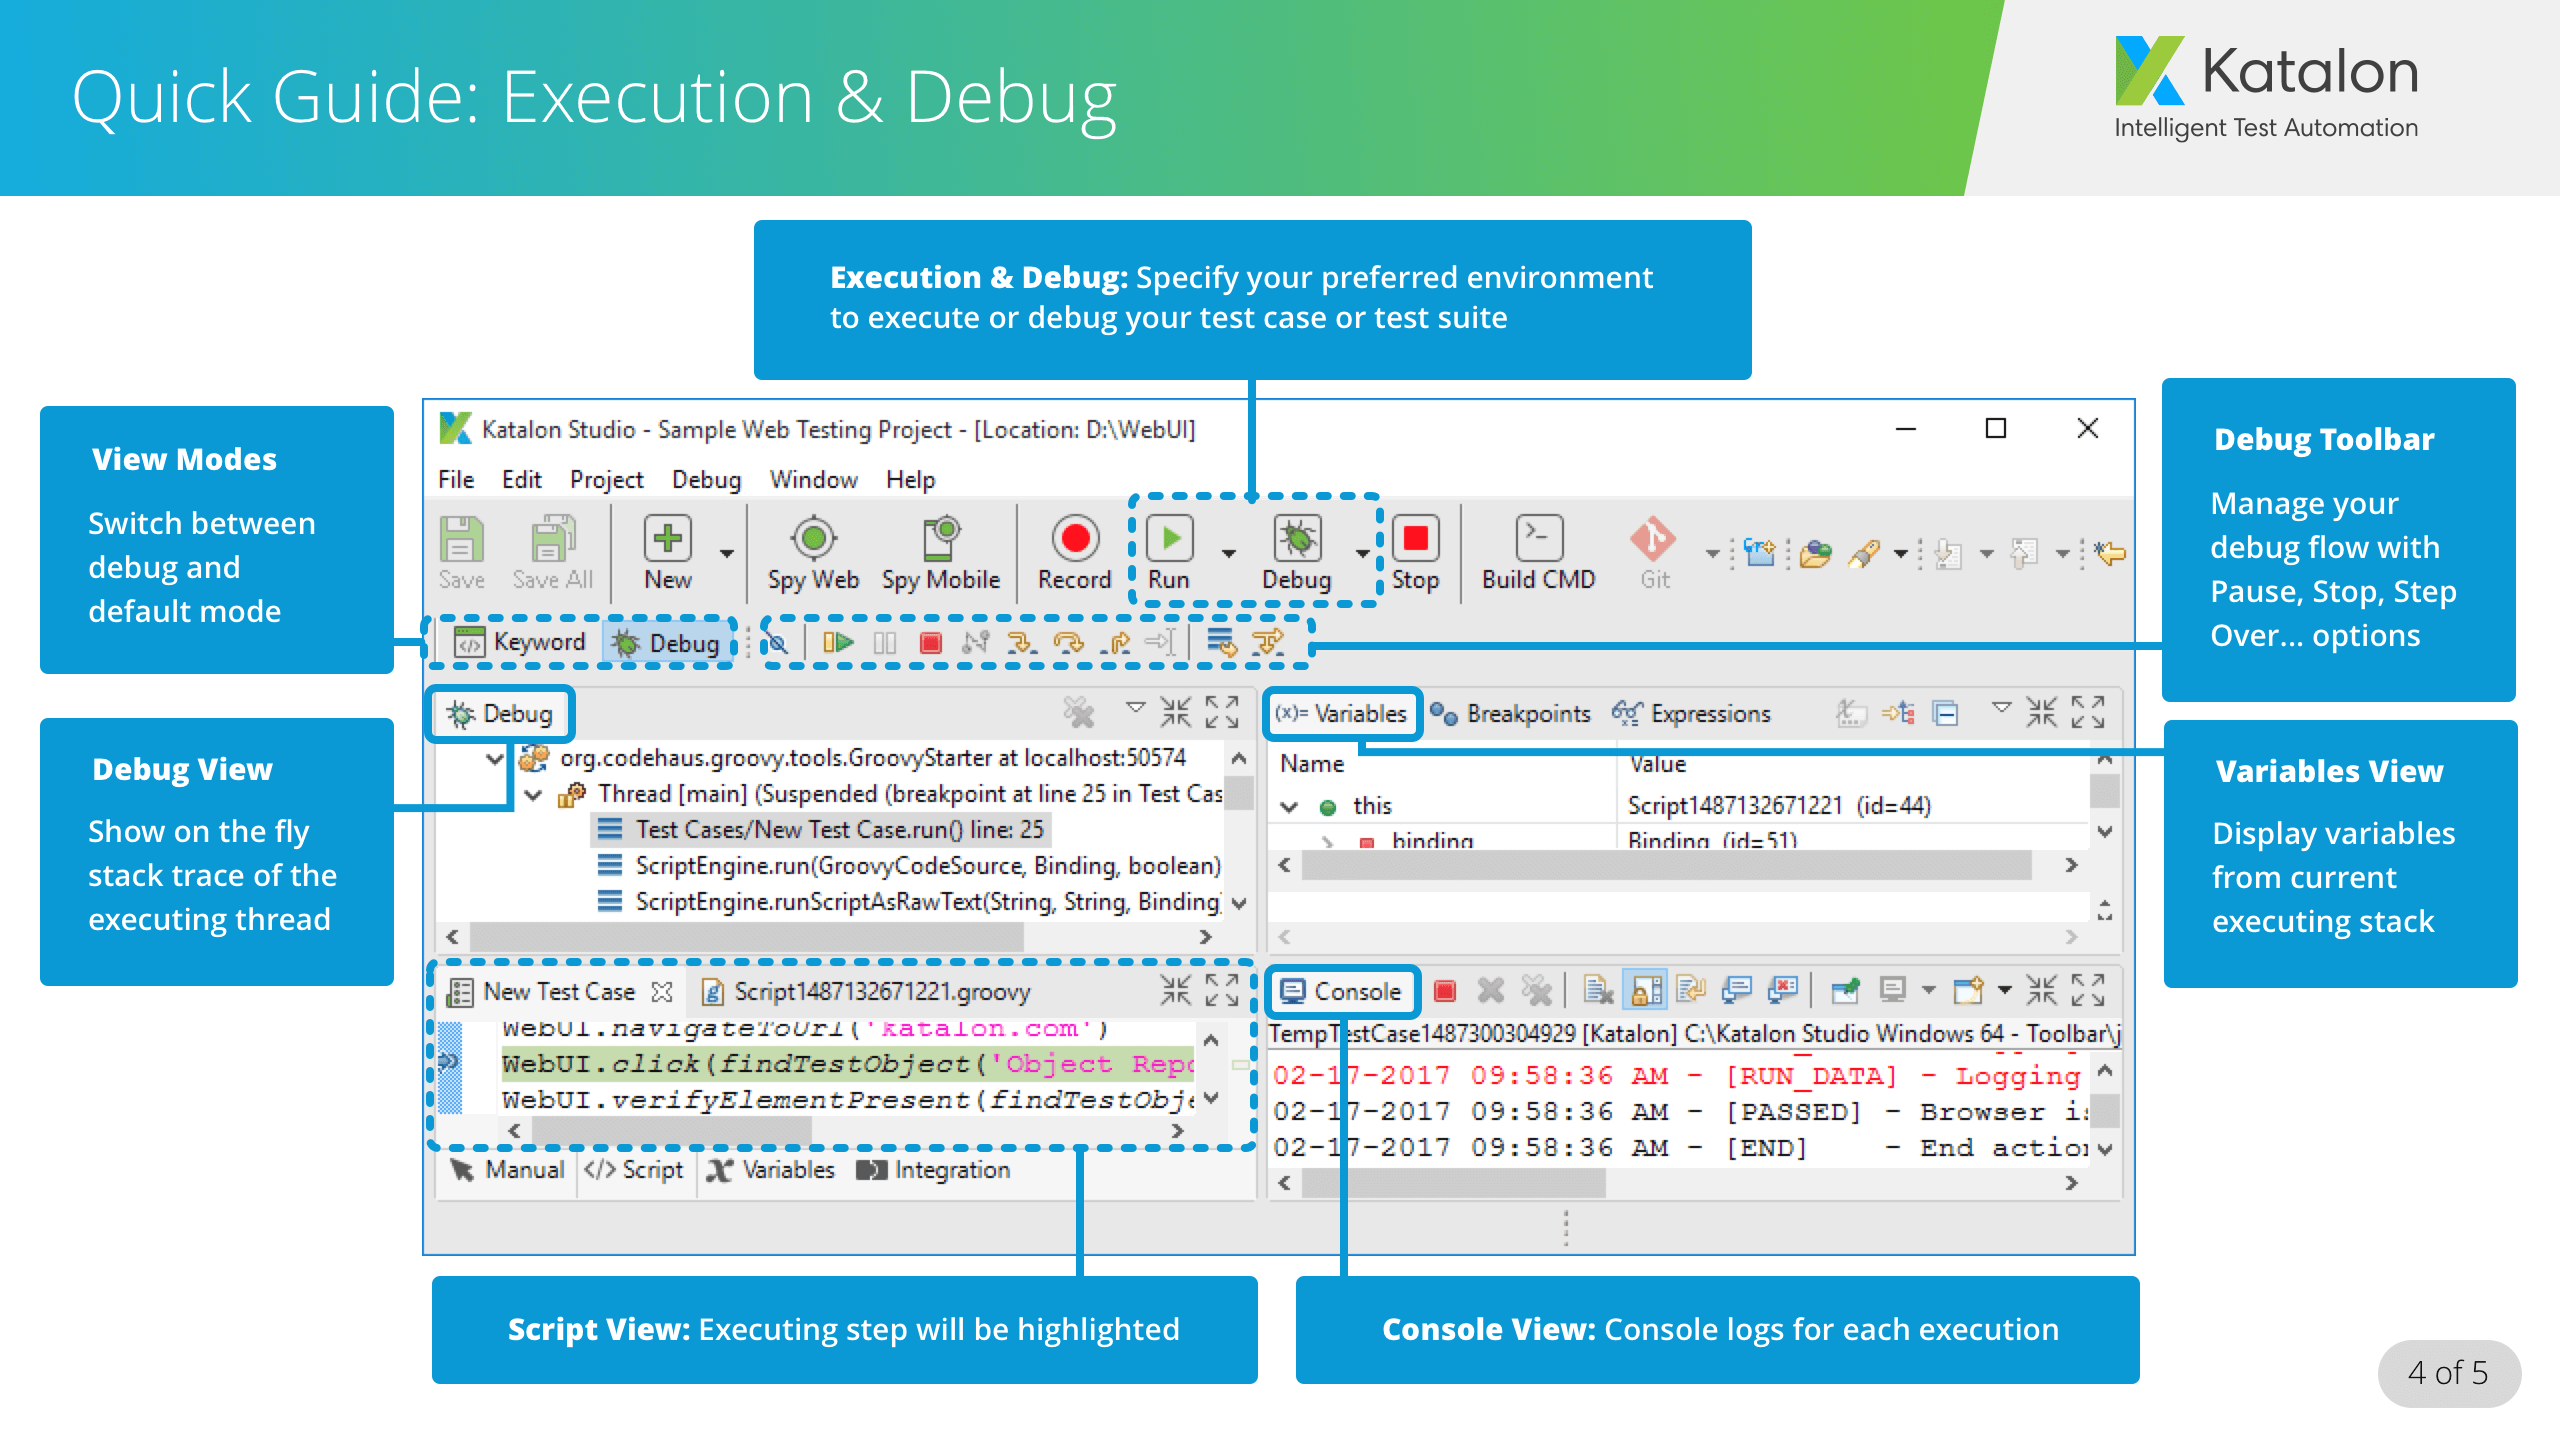 Quick Guide: Execution & Debug
Katalon
Intelligent Test Automation
Execution & Debug: Specify your preferred environment
to execute or debug your test case or test suite
View Modes
Switch between
debug and
default mode
Debug View
Show on the fly
stack trace of the
executing thread
Katalon Studio - Sample Web Testing Project - [Location: D:\WebUI]
File Edit Project Debug Window Help
Save Save All New Spy Web Spy Mobile Record Run Debug Stop Build CMD Git
Keyword Debug
Debug
org.codehaus.groovy.tools.GroovyStarter at localhost:50574
Thread [main] (Suspended (breakpoint at line 25 in Test Cas
Test Cases/New Test Case.run() line: 25
ScriptEngine.run(GroovyCodeSource, Binding, boolean)
ScriptEngine.runScriptAsRawText(String, String, Binding,
(x)= Variables Breakpoints Expressions
Name Value
this Script1487132671221 (id=44)
binding Binding (id=51)
New Test Case Script1487132671221.groovy
WebUI.navigateToUrl('katalon.com')
WebUI.click(findTestObject('Object Repo
WebUI.verifyElementPresent(findTestObje
Manual Script Variables Integration
Console
TempTestCase1487300304929 [Katalon] C:\Katalon Studio Windows 64 - Toolbar\j
02-17-2017 09:58:36 AM - [RUN_DATA] - Logging
02-17-2017 09:58:36 AM - [PASSED] - Browser is
02-17-2017 09:58:36 AM - [END] - End action
Debug Toolbar
Manage your
debug flow with
Pause, Stop, Step
Over... options
Variables View
Display variables
from current
executing stack
Script View: Executing step will be highlighted
Console View: Console logs for each execution
4 of 5